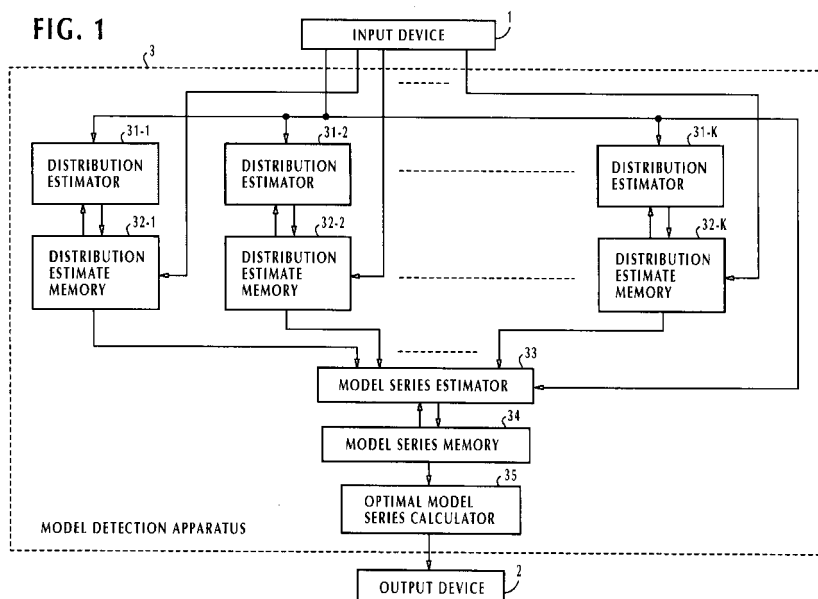 FIG. 1
INPUT DEVICE
1
3
31-1
DISTRIBUTION
ESTIMATOR
31-2
DISTRIBUTION
ESTIMATOR
31-K
DISTRIBUTION
ESTIMATOR
32-1
DISTRIBUTION
ESTIMATE
MEMORY
32-2
DISTRIBUTION
ESTIMATE
MEMORY
32-K
DISTRIBUTION
ESTIMATE
MEMORY
33
MODEL SERIES ESTIMATOR
34
MODEL SERIES MEMORY
35
OPTIMAL MODEL
SERIES CALCULATOR
MODEL DETECTION APPARATUS
2
OUTPUT DEVICE